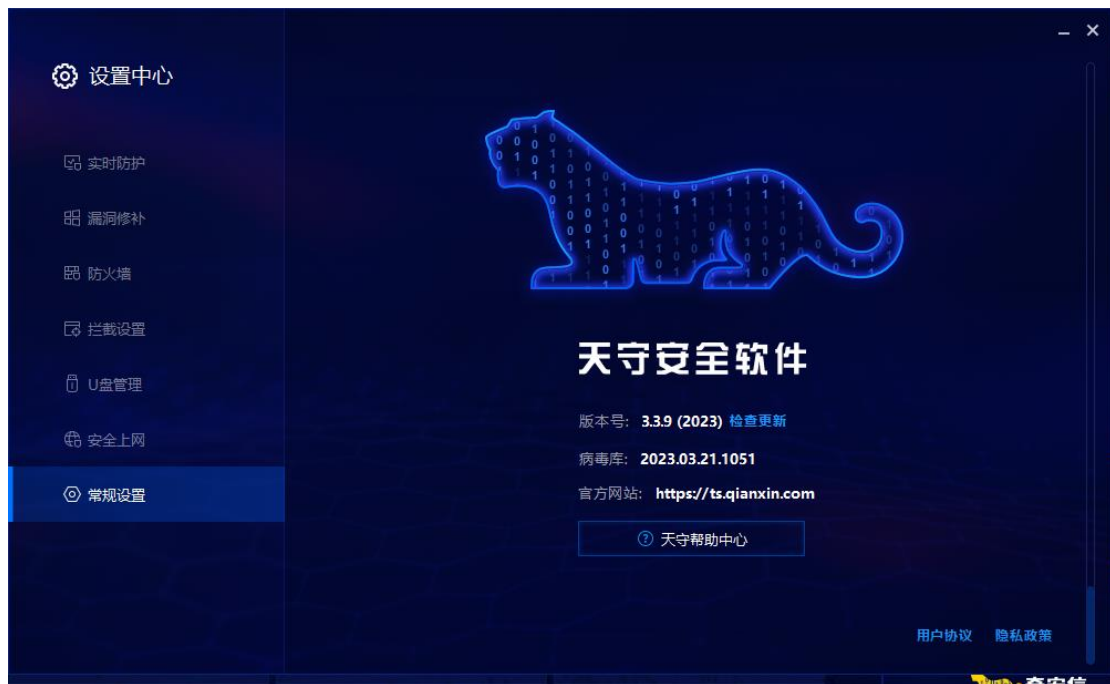 设置中心
实时防护
漏洞修补
防火墙
拦截设置
U盘管理
安全上网
常规设置
天守安全软件
版本号: 3.3.9 (2023) 检查更新
病毒库: 2023.03.21.1051
官方网站: https://ts.qianxin.com
天守帮助中心
用户协议 隐私政策
奇安信